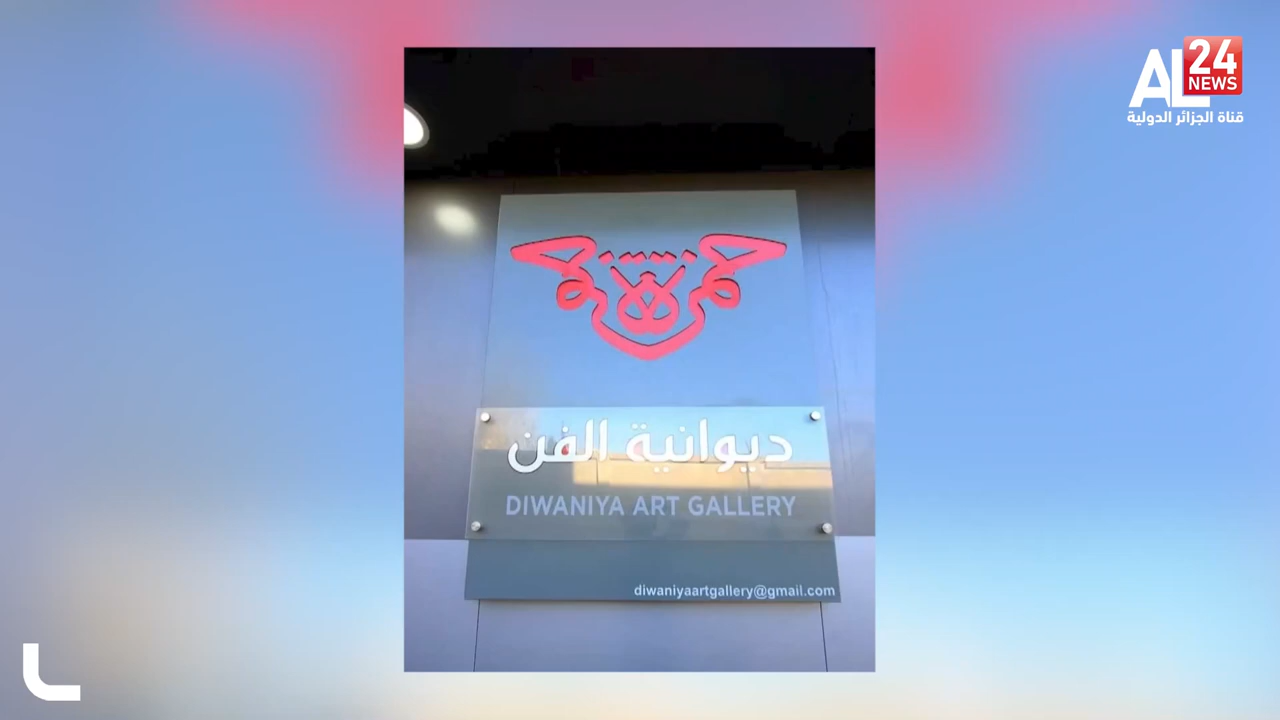 AL
24
NEWS
قناة الجزائر الدولية
ديوانية الفن
DIWANIYA ART GALLERY
diwaniyaartgallery@gmail.com